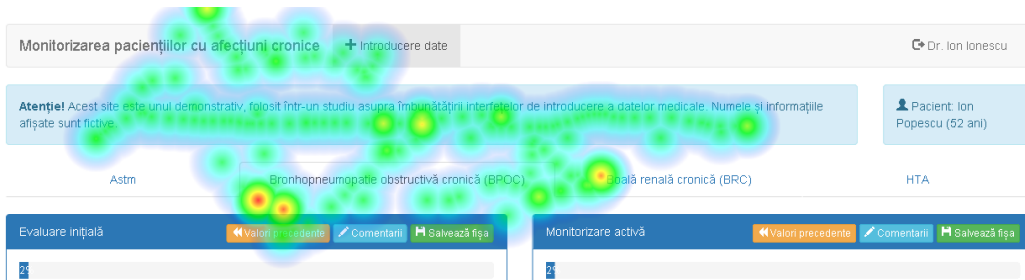 Monitorizarea pacienților cu afecțiuni cronice Introducere date Dr. Ion Ionescu
Atenție! Acest site este unul demonstrativ, folosit într-un studiu asupra îmbunătățirii interfețelor de introducere a datelor medicale. Numele și informațiile
afișate sunt fictive.
Pacient: Ion
Popescu (52 ani)
Astm Bronhopneumopatie obstructivă cronică (BPOC) Boală renală cronică (BRC) HTA
Evaluare inițială Valori precedente Comentarii Salvează fișa
Monitorizare activă Valori precedente Comentarii Salvează fișa